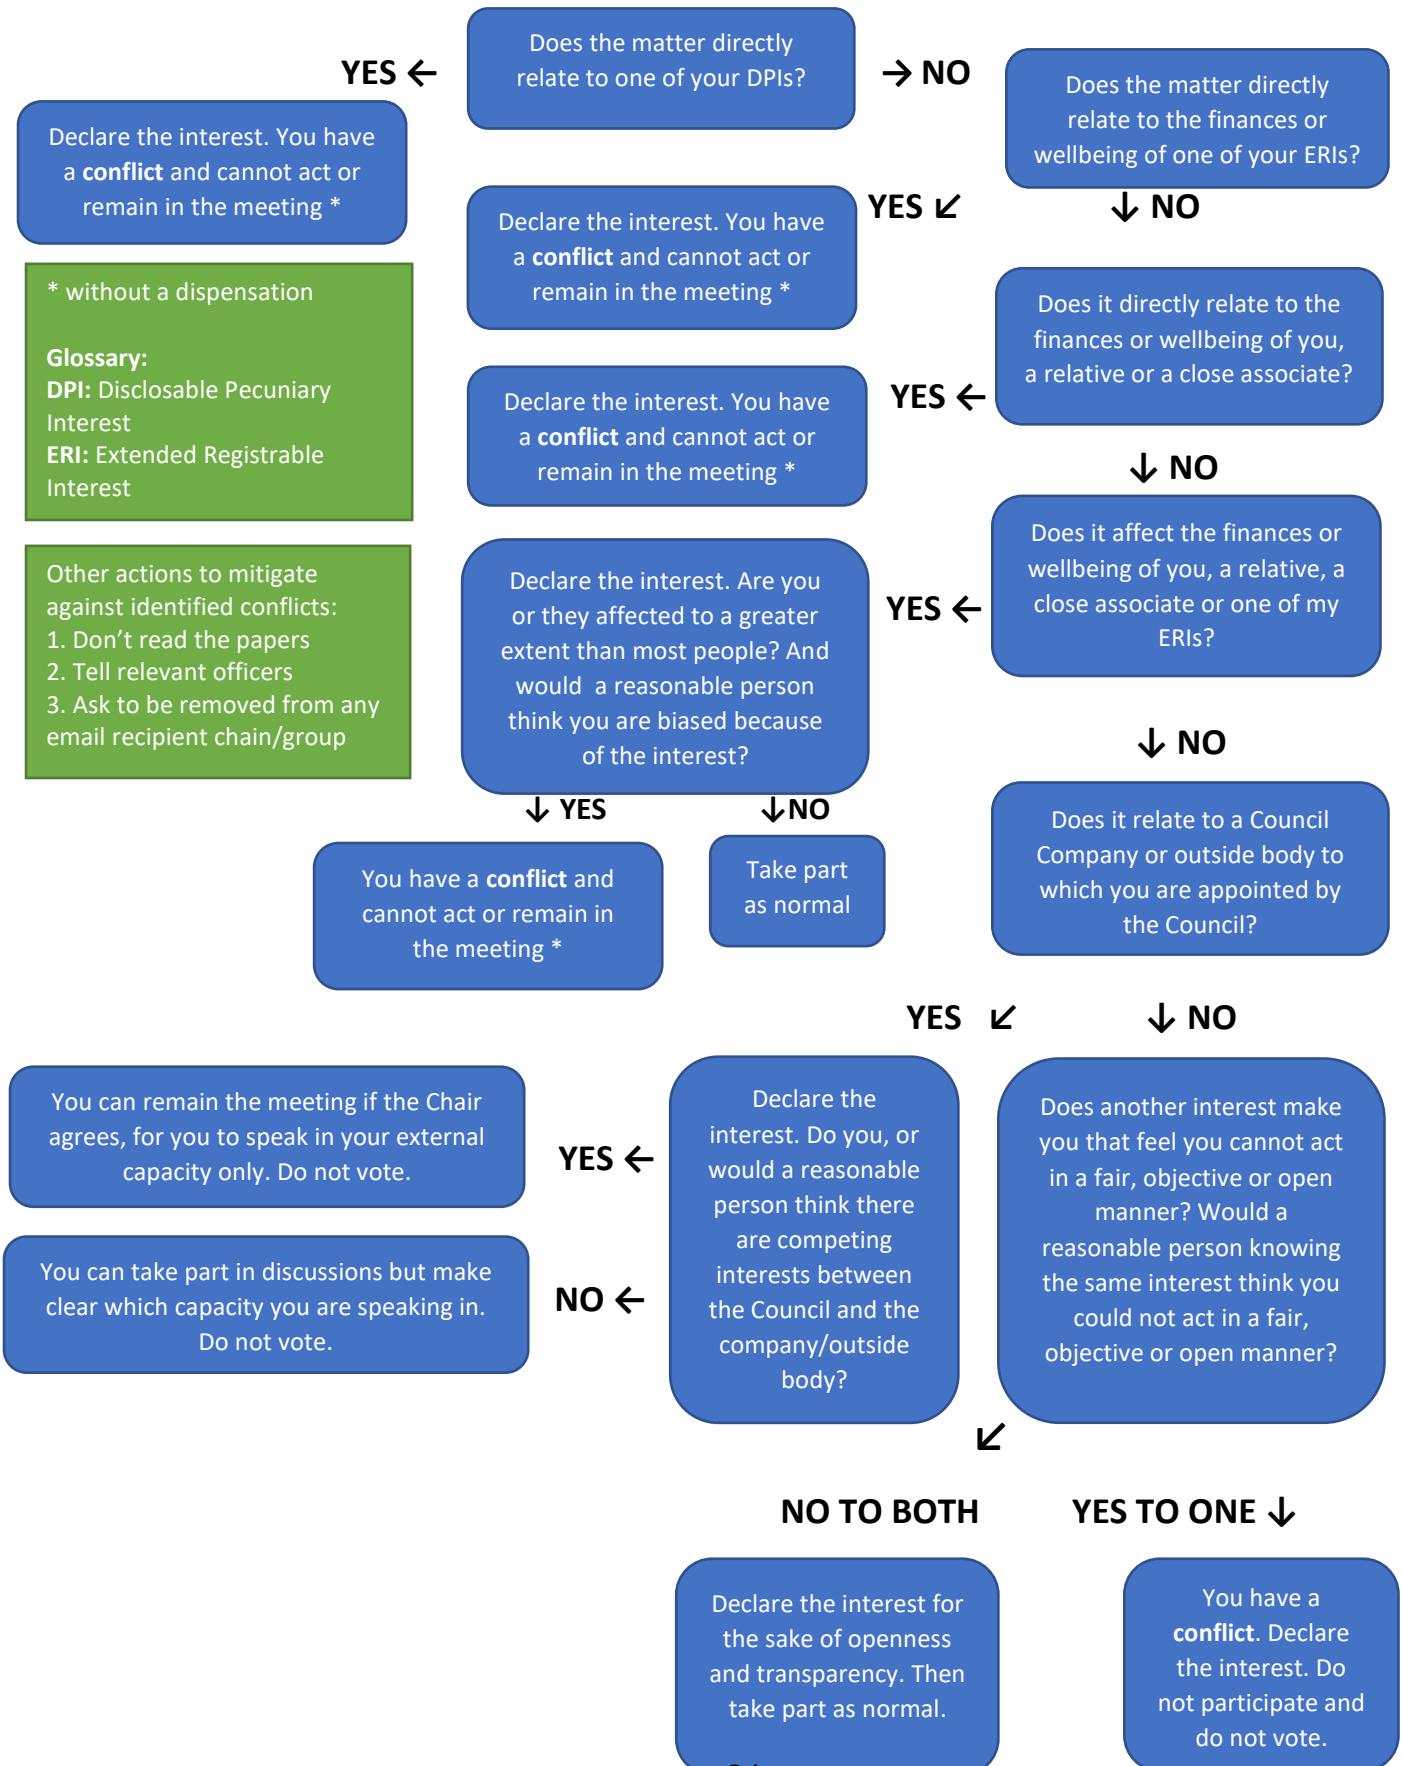 Does the matter directly
relate to one of your DPIs?
YES ←
→ NO
Does the matter directly
relate to the finances or
wellbeing of one of your ERIs?
Declare the interest. You have
a conflict and cannot act or
remain in the meeting *
YES ↙
↓ NO
Declare the interest. You have
a conflict and cannot act or
remain in the meeting *
* without a dispensation
Glossary:
DPI: Disclosable Pecuniary
Interest
ERI: Extended Registrable
Interest
Does it directly relate to the
finances or wellbeing of you,
a relative or a close associate?
YES ←
Declare the interest. You have
a conflict and cannot act or
remain in the meeting *
↓ NO
Does it affect the finances or
wellbeing of you, a relative, a
close associate or one of my
ERIs?
YES ←
Declare the interest. Are you
or they affected to a greater
extent than most people? And
would  a reasonable person
think you are biased because
of the interest?
Other actions to mitigate
against identified conflicts:
1. Don’t read the papers
2. Tell relevant officers
3. Ask to be removed from any
email recipient chain/group
↓ NO
↓ YES
↓NO
You have a conflict and
cannot act or remain in
the meeting *
Take part
as normal
Does it relate to a Council
Company or outside body to
which you are appointed by
the Council?
YES ↙
↓ NO
Declare the
interest. Do you, or
would a reasonable
person think there
are competing
interests between
the Council and the
company/outside
body?
Does another interest make
you that feel you cannot act
in a fair, objective or open
manner? Would a
reasonable person knowing
the same interest think you
could not act in a fair,
objective or open manner?
YES ←
You can remain the meeting if the Chair
agrees, for you to speak in your external
capacity only. Do not vote.
NO ←
You can take part in discussions but make
clear which capacity you are speaking in.
Do not vote.
↙
NO TO BOTH
YES TO ONE ↓
Declare the interest for
the sake of openness
and transparency. Then
take part as normal.
You have a
conflict. Declare
the interest. Do
not participate and
do not vote.